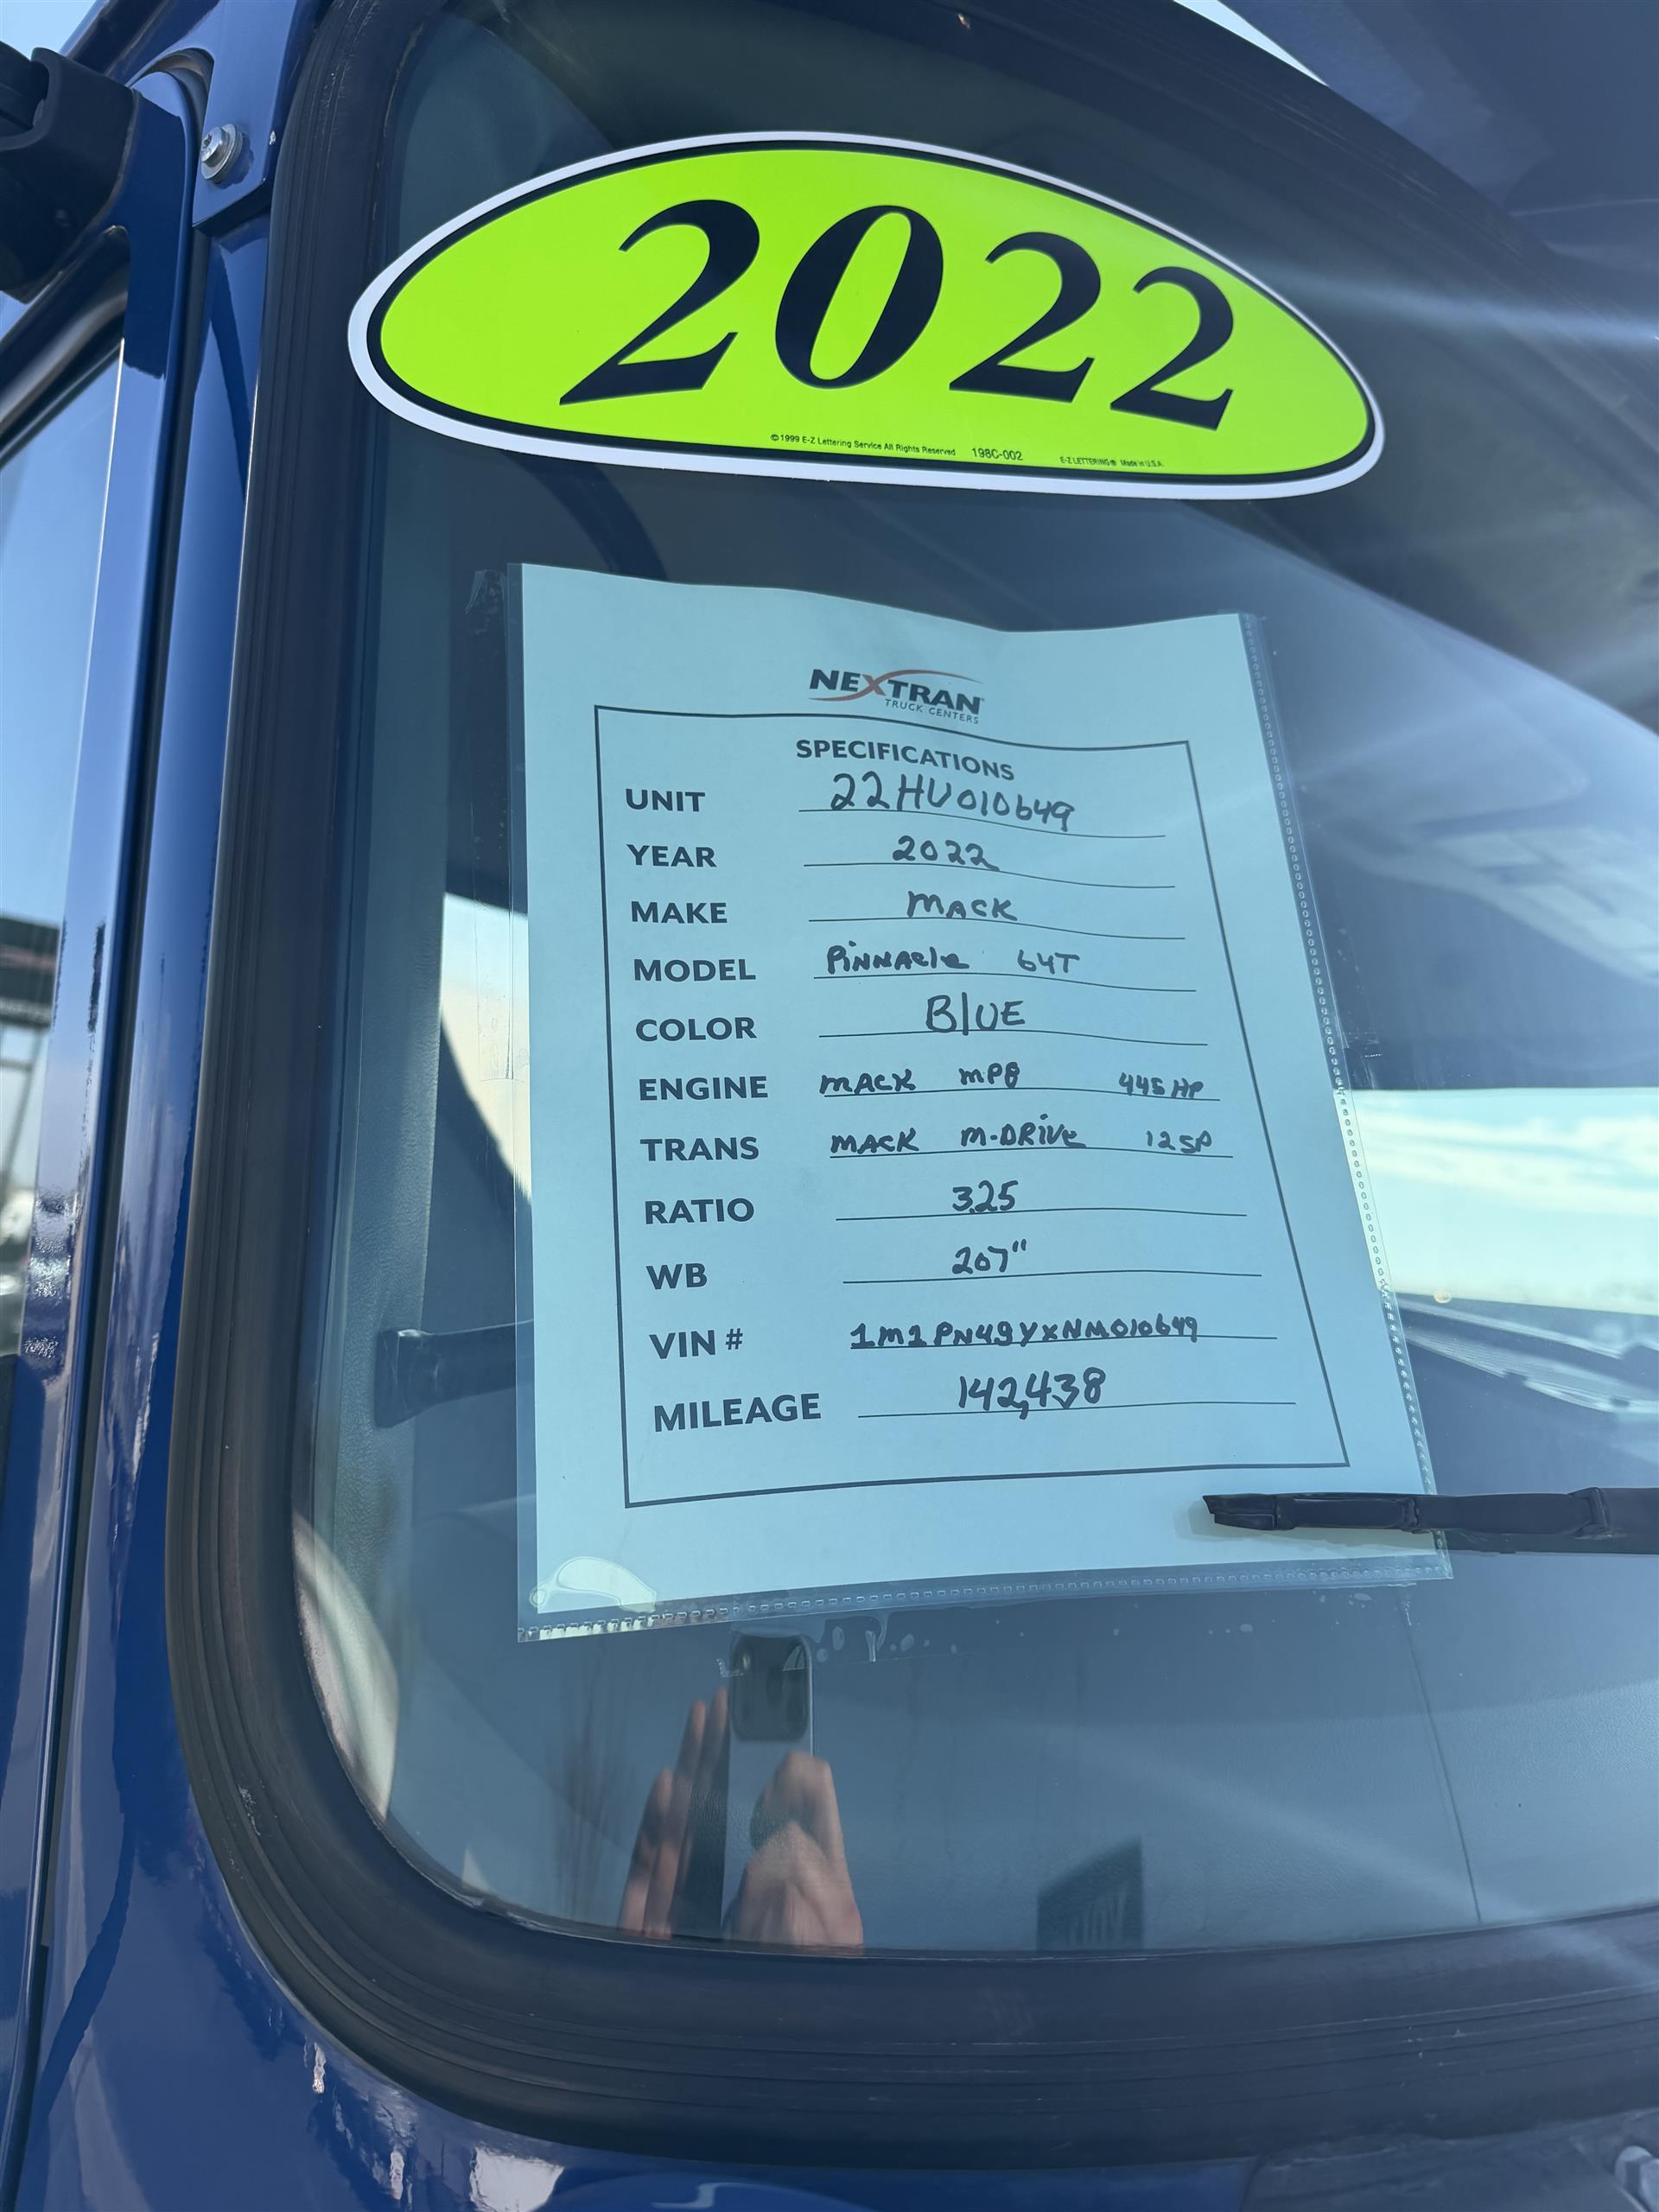 2022
©1999 E-Z Lettering Service All Rights Reserved 198C-002 E-Z LETTERING® Made in U.S.A.
NEXTRAN
TRUCK CENTERS
SPECIFICATIONS
UNIT 22HU010649
YEAR 2022
MAKE MACK
MODEL PiNNAcle 64T
COLOR BlUE
ENGINE MACK MP8 445 HP
TRANS MACK M-DRiVe 12SP
RATIO 3.25
WB 207"
VIN # 1M1PN4SYXNM010649
MILEAGE 142,438